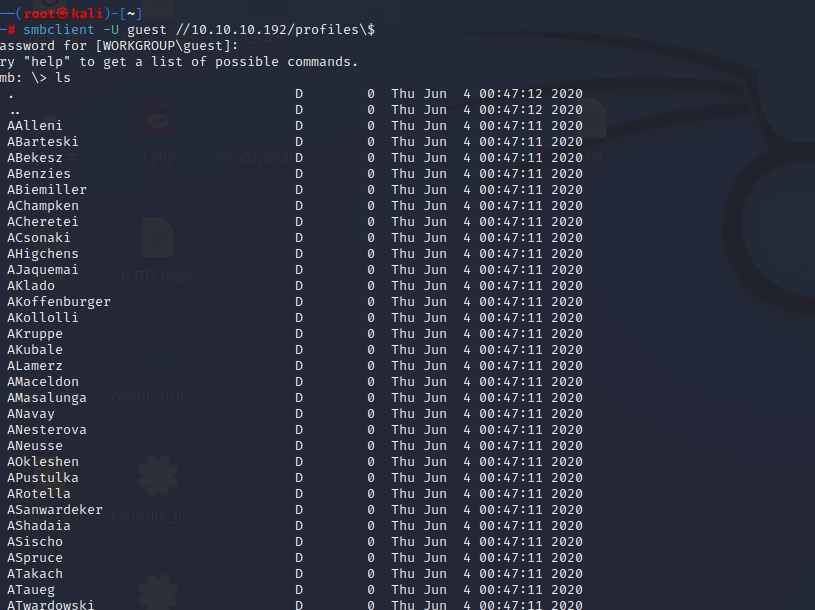 ──(root㉿kali)-[~]
─# smbclient -U guest //10.10.10.192/profiles\$
assword for [WORKGROUP\guest]:
ry "help" to get a list of possible commands.
mb: \> ls
. D 0 Thu Jun 4 00:47:12 2020
.. D 0 Thu Jun 4 00:47:12 2020
AAlleni D 0 Thu Jun 4 00:47:11 2020
ABarteski D 0 Thu Jun 4 00:47:11 2020
ABekesz D 0 Thu Jun 4 00:47:11 2020
ABenzies D 0 Thu Jun 4 00:47:11 2020
ABiemiller D 0 Thu Jun 4 00:47:11 2020
AChampken D 0 Thu Jun 4 00:47:11 2020
ACheretei D 0 Thu Jun 4 00:47:11 2020
ACsonaki D 0 Thu Jun 4 00:47:11 2020
AHigchens D 0 Thu Jun 4 00:47:11 2020
AJaquemai D 0 Thu Jun 4 00:47:11 2020
AKlado D 0 Thu Jun 4 00:47:11 2020
AKoffenburger D 0 Thu Jun 4 00:47:11 2020
AKollolli D 0 Thu Jun 4 00:47:11 2020
AKruppe D 0 Thu Jun 4 00:47:11 2020
AKubale D 0 Thu Jun 4 00:47:11 2020
ALamerz D 0 Thu Jun 4 00:47:11 2020
AMaceldon D 0 Thu Jun 4 00:47:11 2020
AMasalunga D 0 Thu Jun 4 00:47:11 2020
ANavay D 0 Thu Jun 4 00:47:11 2020
ANesterova D 0 Thu Jun 4 00:47:11 2020
ANeusse D 0 Thu Jun 4 00:47:11 2020
AOkleshen D 0 Thu Jun 4 00:47:11 2020
APustulka D 0 Thu Jun 4 00:47:11 2020
ARotella D 0 Thu Jun 4 00:47:11 2020
ASanwardeker D 0 Thu Jun 4 00:47:11 2020
AShadaia D 0 Thu Jun 4 00:47:11 2020
ASischo D 0 Thu Jun 4 00:47:11 2020
ASpruce D 0 Thu Jun 4 00:47:11 2020
ATakach D 0 Thu Jun 4 00:47:11 2020
ATaueg D 0 Thu Jun 4 00:47:11 2020
ATwardowski D 0 Thu Jun 4 00:47:11 2020
1.php
HTB7.ovpn